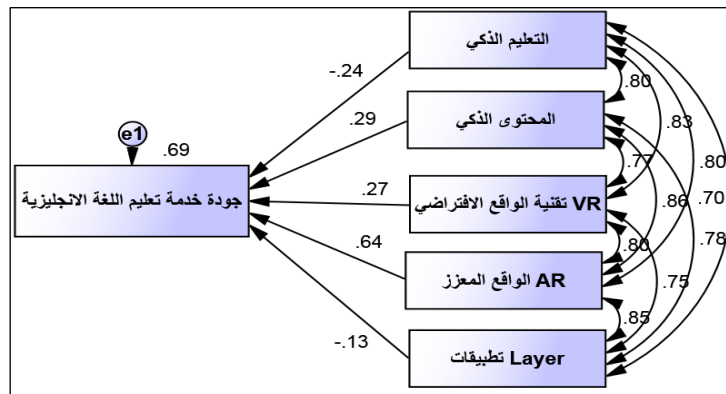 التعليم الذكي
-.24
.80
المحتوى الذكي
.29
.83
e1
.69
.77
.80
جودة خدمة تعليم اللغة الانجليزية
.27
VR تقنية الواقع الافتراضي
.86
.70
.64
.80
.78
AR الواقع المعزز
.75
.85
-.13
Layer تطبيقات